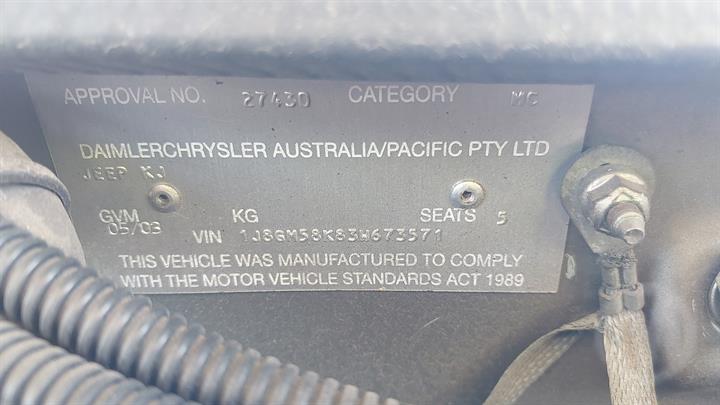 APPROVAL NO. 27430 CATEGORY MC
DAIMLERCHRYSLER AUSTRALIA/PACIFIC PTY LTD
JEEP KJ
GVM KG SEATS 5
05/03
VIN 1J8GM58K83W673571
THIS VEHICLE WAS MANUFACTURED TO COMPLY
WITH THE MOTOR VEHICLE STANDARDS ACT 1989